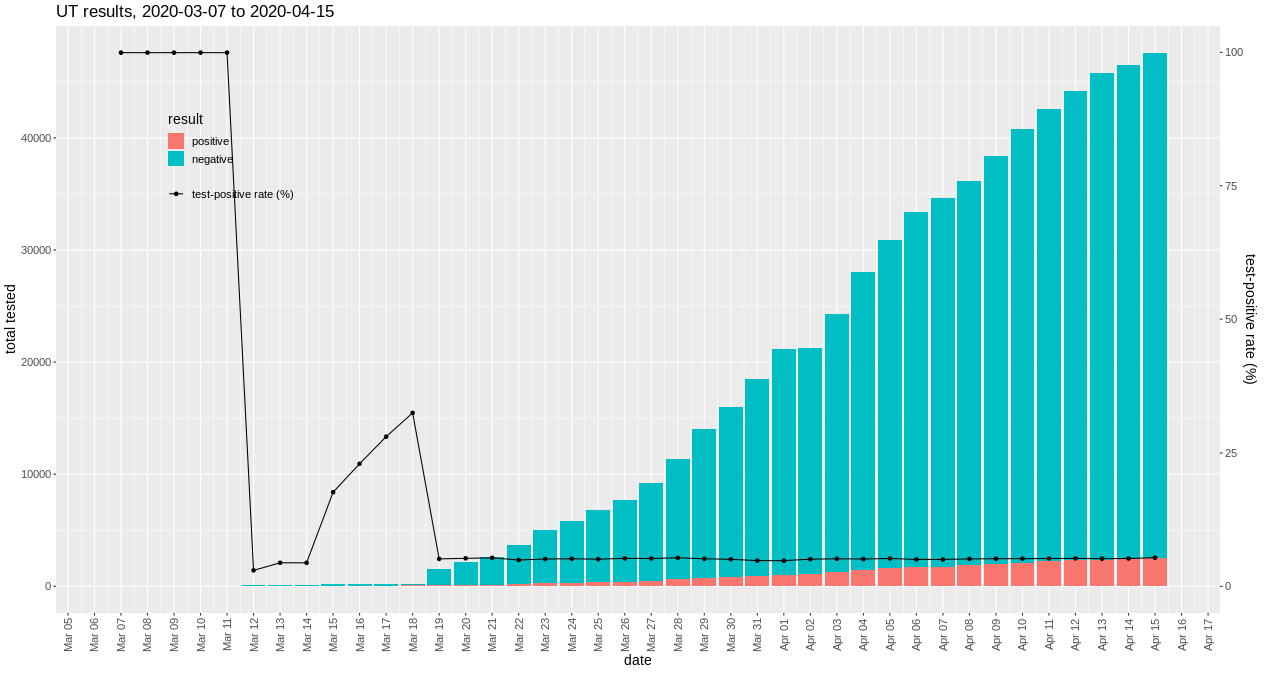 UT results, 2020-03-07 to 2020-04-15
total tested
40000
30000
20000
10000
0
result
positive
negative
test-positive rate (%)
100
75
50
25
0
test-positive rate (%)
Mar 05
Mar 06
Mar 07
Mar 08
Mar 09
Mar 10
Mar 11
Mar 12
Mar 13
Mar 14
Mar 15
Mar 16
Mar 17
Mar 18
Mar 19
Mar 20
Mar 21
Mar 22
Mar 23
Mar 24
Mar 25
Mar 26
Mar 27
Mar 28
Mar 29
Mar 30
Mar 31
Apr 01
Apr 02
Apr 03
Apr 04
Apr 05
Apr 06
Apr 07
Apr 08
Apr 09
Apr 10
Apr 11
Apr 12
Apr 13
Apr 14
Apr 15
Apr 16
Apr 17
date